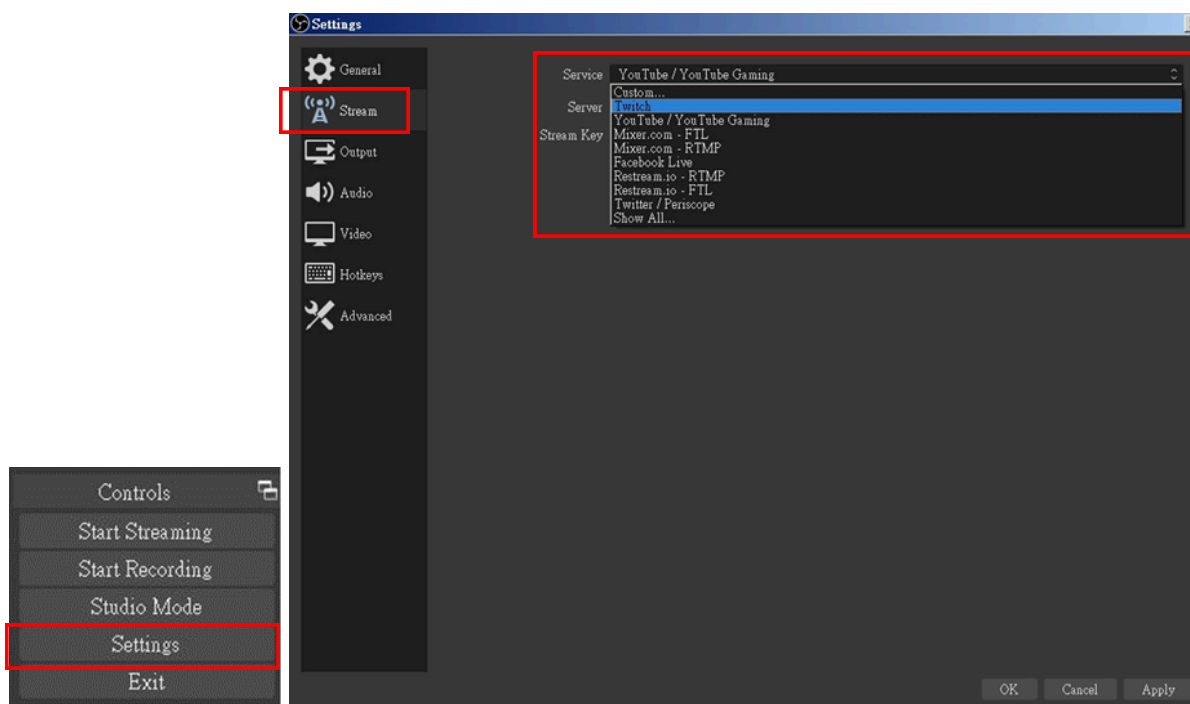 Settings
General
Stream
Output
Audio
Video
Hotkeys
Advanced
Service YouTube / YouTube Gaming
Server
Stream Key
Custom...
Twitch
YouTube / YouTube Gaming
Mixer.com - FTL
Mixer.com - RTMP
Facebook Live
Restream.io - RTMP
Restream.io - FTL
Twitter / Periscope
Show All...
OK Cancel Apply
Controls
Start Streaming
Start Recording
Studio Mode
Settings
Exit